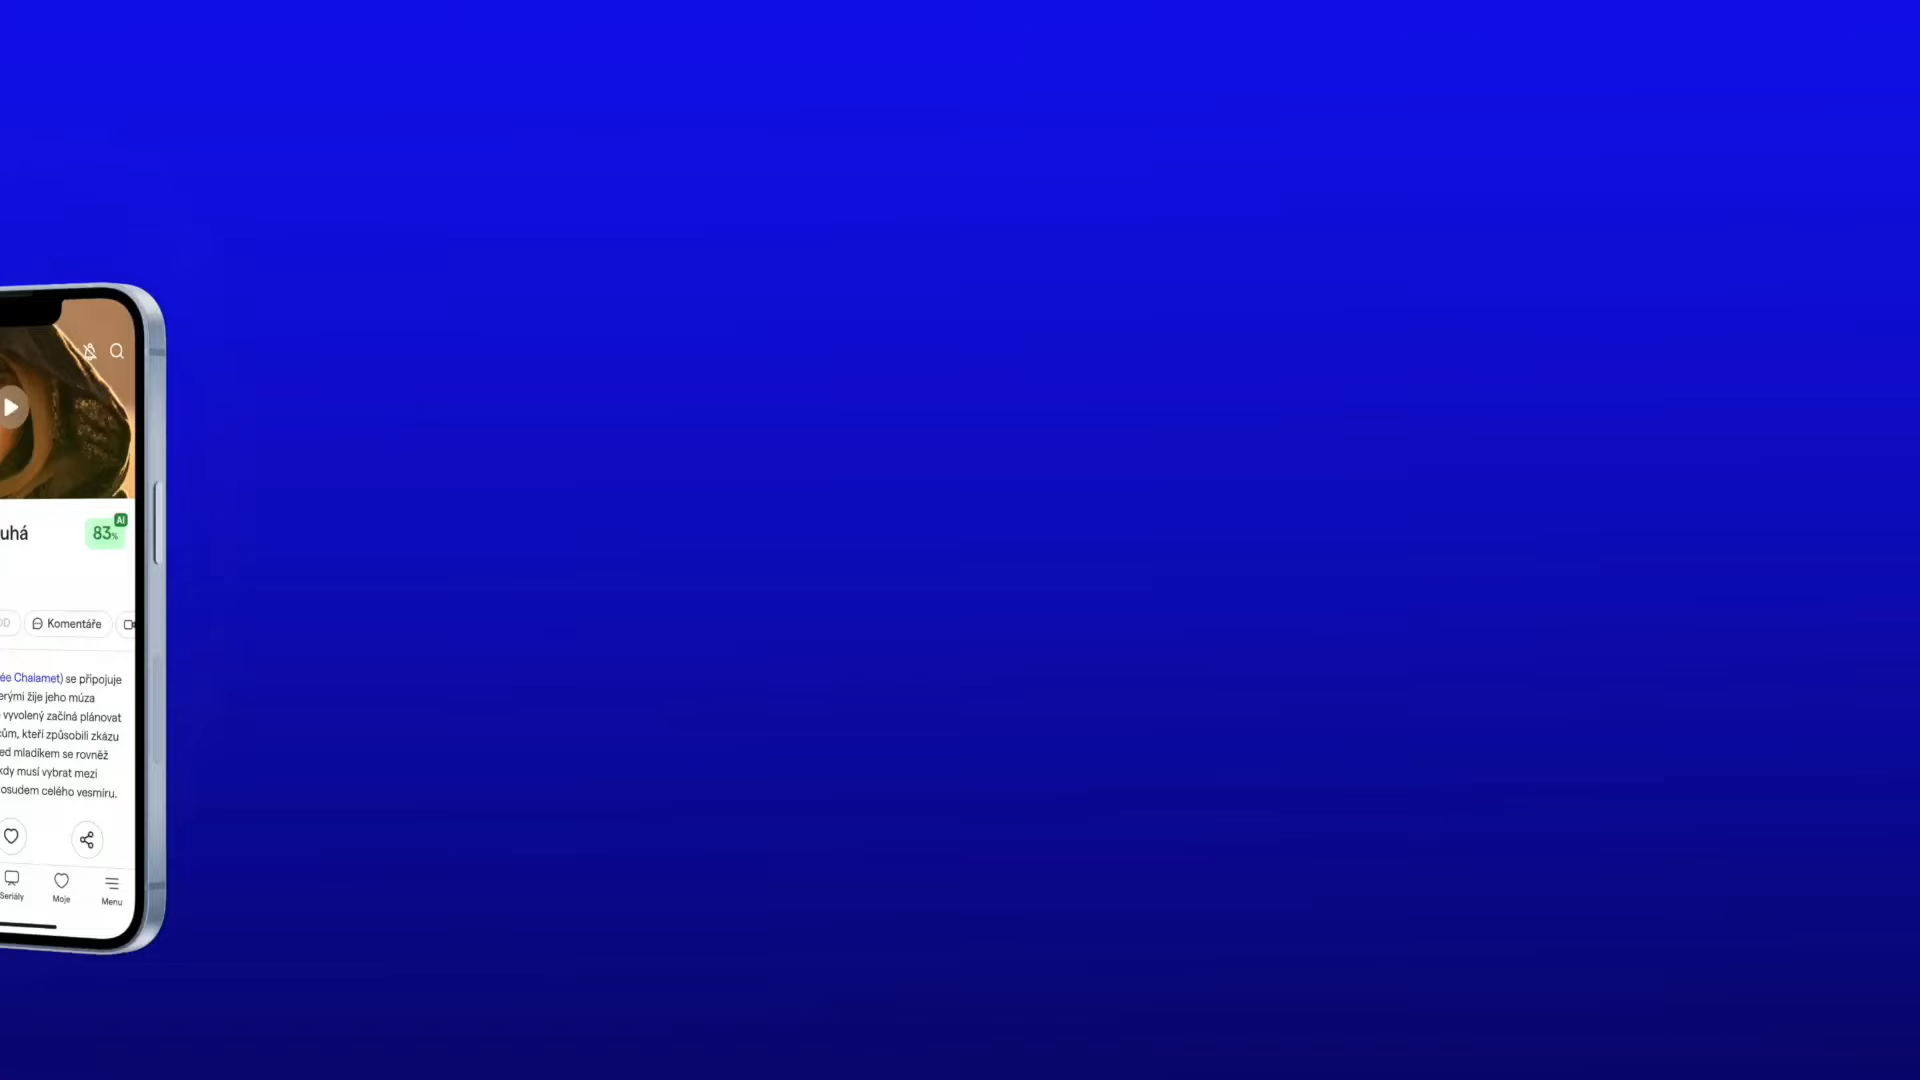 uhá
83%
AI
Komentáře
ée Chalamet) se připojuje
erými žije jeho múza
vyvolený začíná plánovat
ům, kteří způsobili zkázu
ed mladíkem se rovněž
kdy musí vybrat mezi
osudem celého vesmíru.
Seriály
Moje
Menu